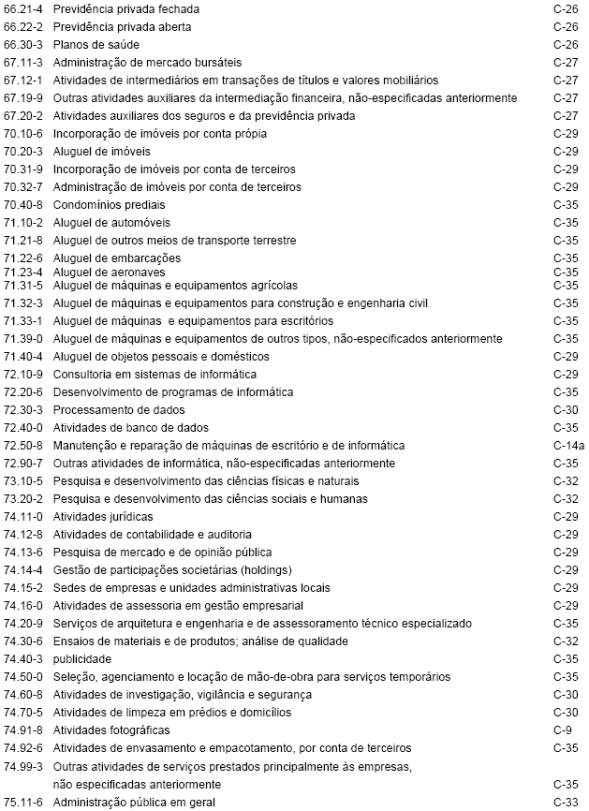 66.21-4 Previdência privada fechada C-26
66.22-2 Previdência privada aberta C-26
66.30-3 Planos de saúde C-26
67.11-3 Administração de mercado bursáteis C-27
67.12-1 Atividades de intermediários em transações de títulos e valores mobiliários C-27
67.19-9 Outras atividades auxiliares da intermediação financeira, não-especificadas anteriormente C-27
67.20-2 Atividades auxiliares dos seguros e da previdência privada C-27
70.10-6 Incorporação de imóveis por conta própia C-29
70.20-3 Aluguel de imóveis C-29
70.31-9 Incorporação de imóveis por conta de terceiros C-29
70.32-7 Administração de imóveis por conta de terceiros C-29
70.40-8 Condomínios prediais C-35
71.10-2 Aluguel de automóveis C-35
71.21-8 Aluguel de outros meios de transporte terrestre C-35
71.22-6 Aluguel de embarcações C-35
71.23-4 Aluguel de aeronaves C-35
71.31-5 Aluguel de máquinas e equipamentos agrícolas C-35
71.32-3 Aluguel de máquinas e equipamentos para construção e engenharia civil C-35
71.33-1 Aluguel de máquinas e equipamentos para escritórios C-35
71.39-0 Aluguel de máquinas e equipamentos de outros tipos, não-especificados anteriormente C-35
71.40-4 Aluguel de objetos pessoais e domésticos C-29
72.10-9 Consultoria em sistemas de informática C-29
72.20-6 Desenvolvimento de programas de informática C-35
72.30-3 Processamento de dados C-30
72.40-0 Atividades de banco de dados C-35
72.50-8 Manutenção e reparação de máquinas de escritório e de informática C-14a
72.90-7 Outras atividades de informática, não-especificadas anteriormente C-35
73.10-5 Pesquisa e desenvolvimento das ciências físicas e naturais C-32
73.20-2 Pesquisa e desenvolvimento das ciências sociais e humanas C-32
74.11-0 Atividades jurídicas C-29
74.12-8 Atividades de contabilidade e auditoria C-29
74.13-6 Pesquisa de mercado e de opinião pública C-29
74.14-4 Gestão de participações societárias (holdings) C-29
74.15-2 Sedes de empresas e unidades administrativas locais C-29
74.16-0 Atividades de assessoria em gestão empresarial C-29
74.20-9 Serviços de arquitetura e engenharia e de assessoramento técnico especializado C-35
74.30-6 Ensaios de materiais e de produtos; análise de qualidade C-32
74.40-3 publicidade C-35
74.50-0 Seleção, agenciamento e locação de mão-de-obra para serviços temporários C-35
74.60-8 Atividades de investigação, vigilância e segurança C-30
74.70-5 Atividades de limpeza em prédios e domicílios C-30
74.91-8 Atividades fotográficas C-9
74.92-6 Atividades de envasamento e empacotamento, por conta de terceiros C-35
74.99-3 Outras atividades de serviços prestados principalmente às empresas,
não especificadas anteriormente C-35
75.11-6 Administração pública em geral C-33